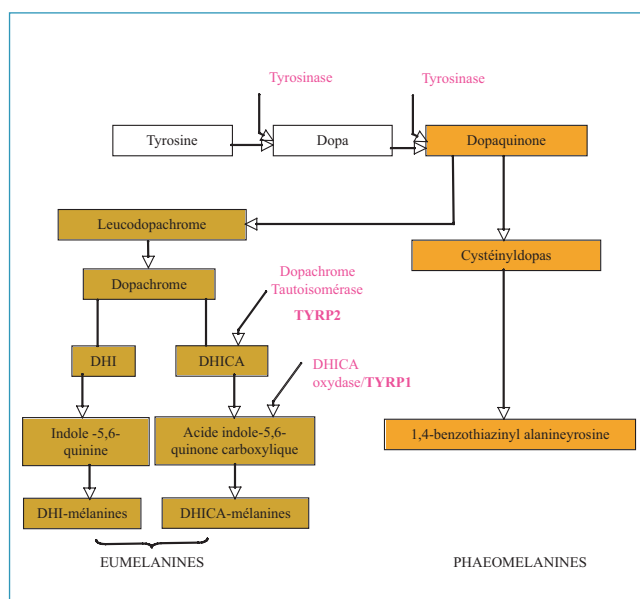 Tyrosinase
Tyrosinase
Tyrosine
Dopa
Dopaquinone
Leucodopachrome
Cystéinyldopas
Dopachrome
Dopachrome
Tautoisomérase
TYRP2
DHI
DHICA
DHICA
oxydase/TYRP1
Indole -5,6-
quinine
Acide indole-5,6-
quinone carboxylique
1,4-benzothiazinyl alanineyrosine
DHI-mélanines
DHICA-mélanines
EUMELANINES
PHAEOMELANINES